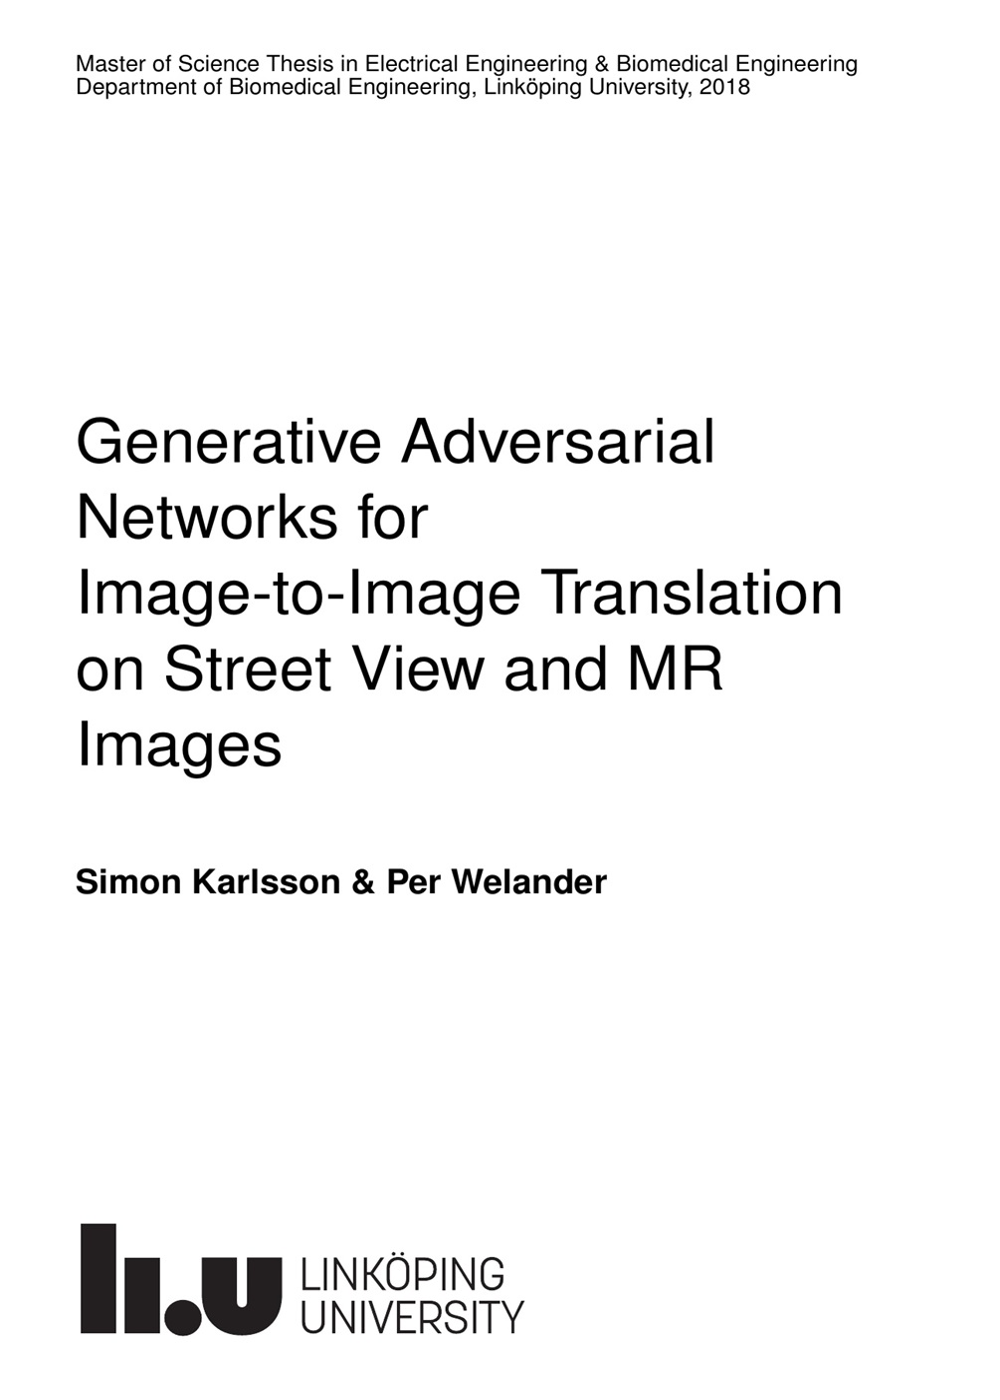 Master of Science Thesis in Electrical Engineering & Biomedical Engineering
Department of Biomedical Engineering, Linköping University, 2018
Generative Adversarial
Networks for
Image-to-Image Translation
on Street View and MR
Images
Simon Karlsson & Per Welander
li.u LINKÖPING
UNIVERSITY